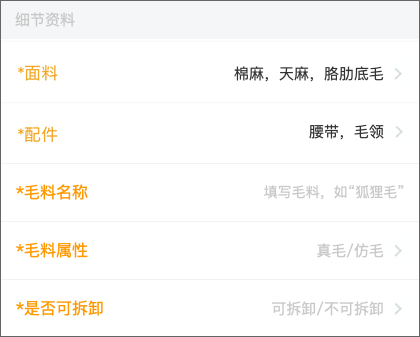 细节资料
*面料
棉麻，天麻，胳肋底毛
*配件
腰带，毛领
*毛料名称
填写毛料，如“狐狸毛”
*毛料属性
真毛/仿毛
*是否可拆卸
可拆卸/不可拆卸